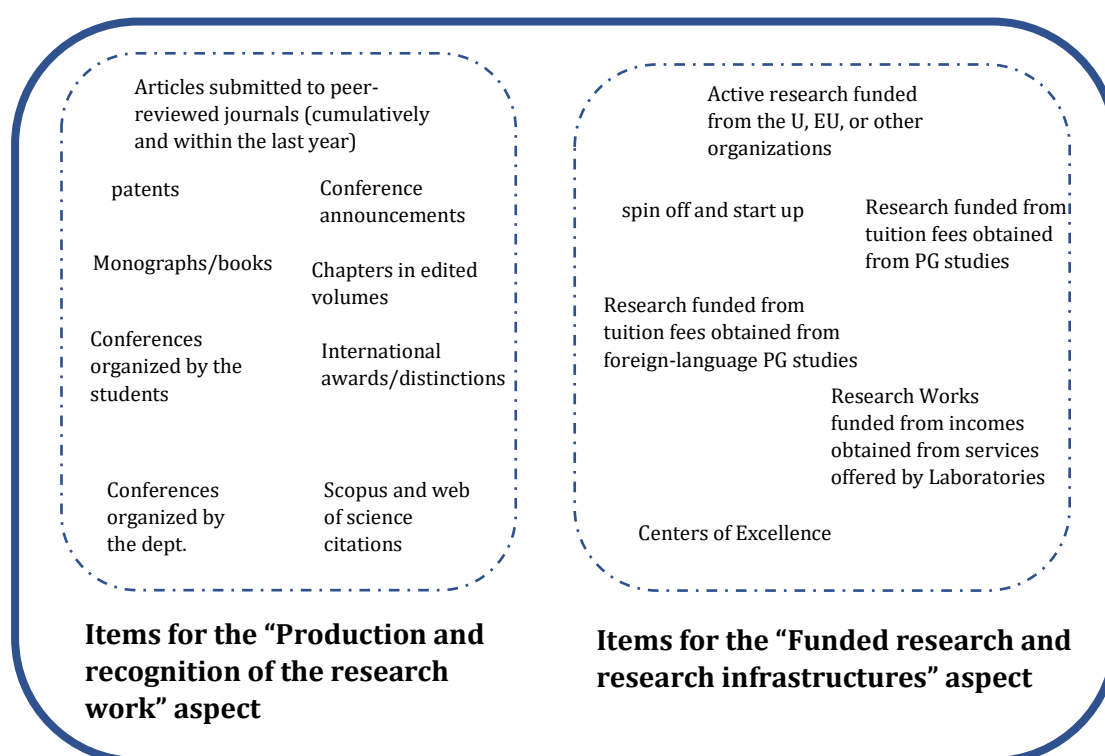 Articles submitted to peer-
reviewed journals (cumulatively
and within the last year)
patents
Conference
announcements
Monographs/books
Chapters in edited
volumes
Conferences
organized by the
students
International
awards/distinctions
Conferences
organized by
the dept.
Scopus and web
of science
citations
Items for the “Production and
recognition of the research
work” aspect
Active research funded
from the U, EU, or other
organizations
spin off and start up
Research funded from
tuition fees obtained
from PG studies
Research funded from
tuition fees obtained from
foreign-language PG studies
Research Works
funded from incomes
obtained from services
offered by Laboratories
Centers of Excellence
Items for the “Funded research and
research infrastructures” aspect